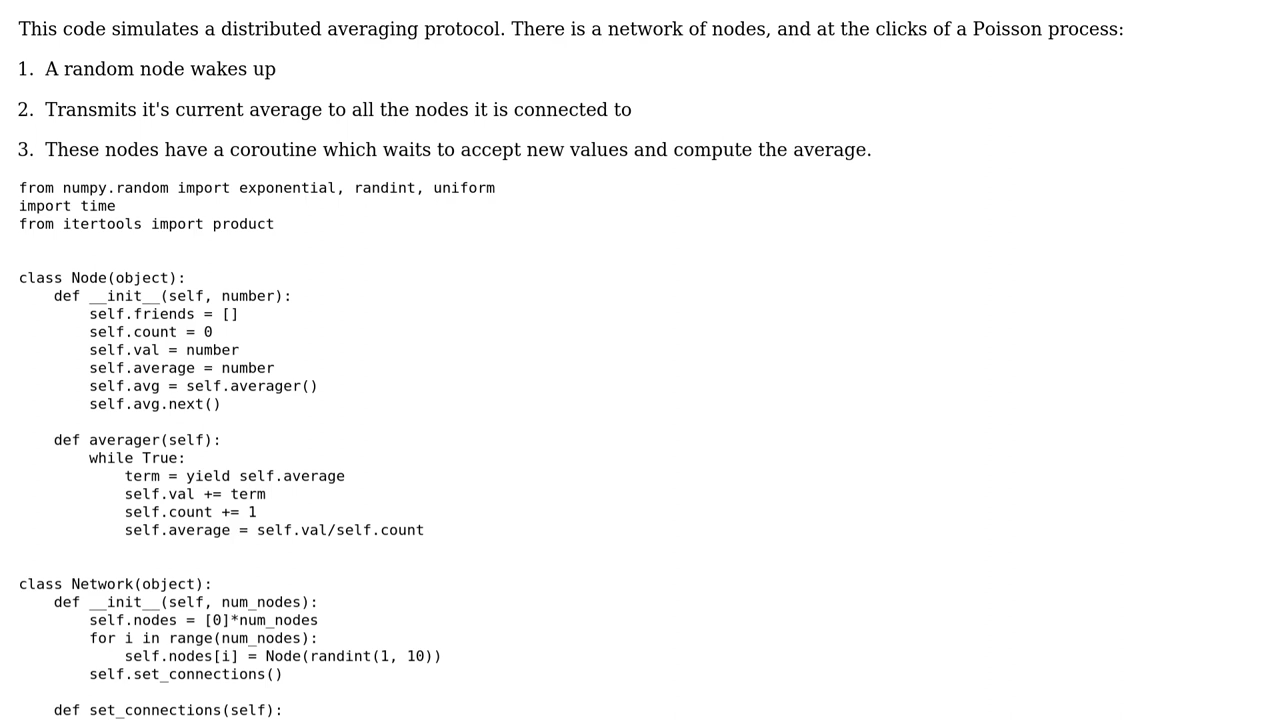 This code simulates a distributed averaging protocol. There is a network of nodes, and at the clicks of a Poisson process:
1. A random node wakes up
2. Transmits it's current average to all the nodes it is connected to
3. These nodes have a coroutine which waits to accept new values and compute the average.
from numpy.random import exponential, randint, uniform
import time
from itertools import product


class Node(object):
    def __init__(self, number):
        self.friends = []
        self.count = 0
        self.val = number
        self.average = number
        self.avg = self.averager()
        self.avg.next()

    def averager(self):
        while True:
            term = yield self.average
            self.val += term
            self.count += 1
            self.average = self.val/self.count


class Network(object):
    def __init__(self, num_nodes):
        self.nodes = [0]*num_nodes
        for i in range(num_nodes):
            self.nodes[i] = Node(randint(1, 10))
        self.set_connections()

    def set_connections(self):